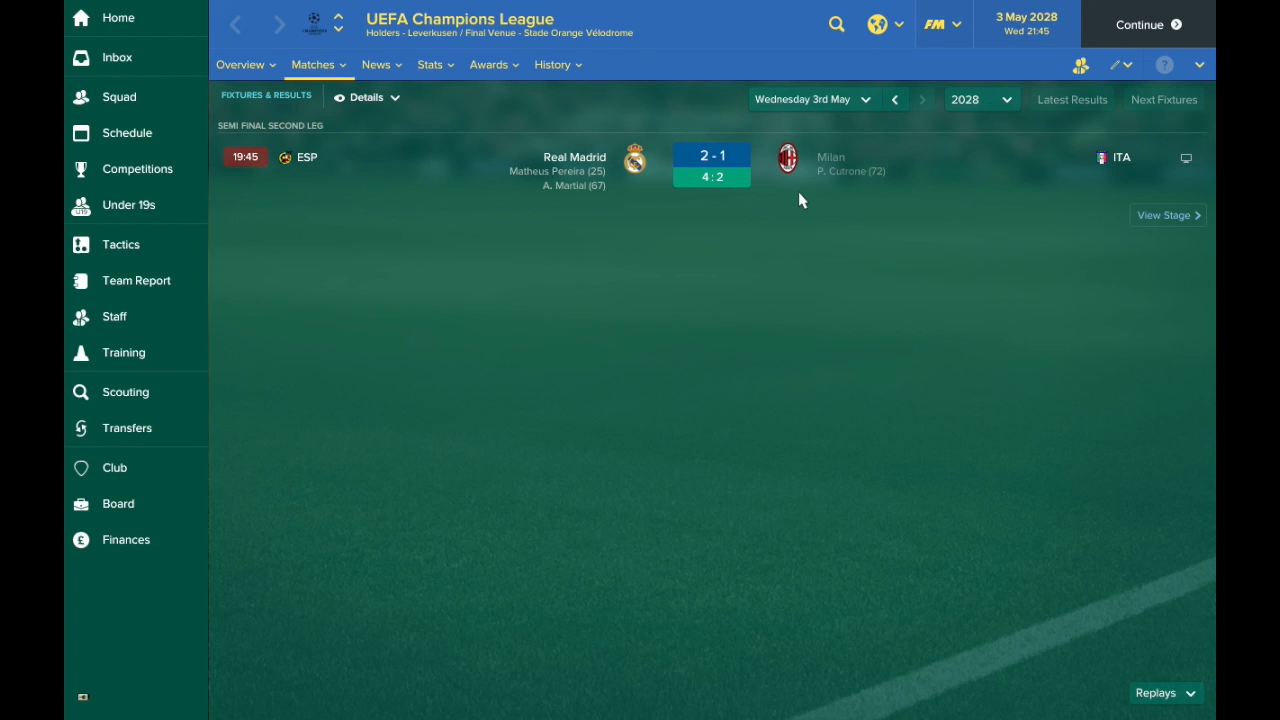 Home
Inbox
Squad
Schedule
Competitions
Under 19s
Tactics
Team Report
Staff
Training
Scouting
Transfers
Club
Board
Finances
UEFA Champions League
Holders - Leverkusen / Final Venue - Stade Orange Vélodrome
FM
3 May 2028
Wed 21:45
Continue
Overview Matches News Stats Awards History
FIXTURES & RESULTS Details Wednesday 3rd May 2028 Latest Results Next Fixtures
SEMI FINAL SECOND LEG
19:45 ESP Real Madrid 2 - 1 Milan ITA
Matheus Pereira (25) 4 : 2 P. Cutrone (72)
A. Martial (67)
View Stage
Replays